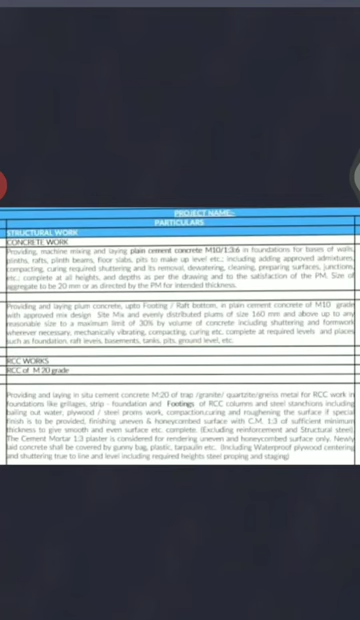 PROJECT NAME:-
PARTICULARS
STRUCTURAL WORK
CONCRETE WORK
Providing, machine mixing and laying plain cement concrete M10/1:3:6 in foundations for bases of walls,
plinths, rafts, plinth beams, floor slabs, pits to make up level etc.; including adding approved admixtures,
compacting, curing required shuttering and its removal, dewatering, cleaning, preparing surfaces, junctions,
etc.; complete at all heights, and depths as per the drawing and to the satisfaction of the PM. Size of
aggregate to be 20 mm or as directed by the PM for intended thickness.
Providing and laying plum concrete, upto Footing / Raft bottom, in plain cement concrete of M10 grade
with approved mix design Site Mix and evenly distributed plums of size 160 mm and above up to any
reasonable size to a maximum limit of 30% by volume of concrete including shuttering and formwork
wherever necessary, mechanically vibrating, compacting, curing etc. complete at required levels and places
such as foundation, raft levels, basements, tanks, pits, ground level, etc.
RCC WORKS
RCC of M 20 grade
Providing and laying in situ cement concrete M:20 of trap /granite/ quartzite/gneiss metal for RCC work in
foundations like grilages, strip - foundation and Footings of RCC columns and steel stanchions including
bailing out water, plywood / steel proms work, compaction,curing and roughening the surface if special
finish is to be provided, finishing uneven & honeycombed surface with C.M. 1:3 of sufficient minimum
thickness to give smooth and even surface etc. complete. (Excluding reinforcement and Structural steel).
The Cement Mortar 1:3 plaster is considered for rendering uneven and honeycombed surface only. Newly
laid concrete shall be covered by gunny bag, plastic, tarpaulin etc. (Including Waterproof plywood centering
and shuttering true to line and level including required heights steel proping and staging)